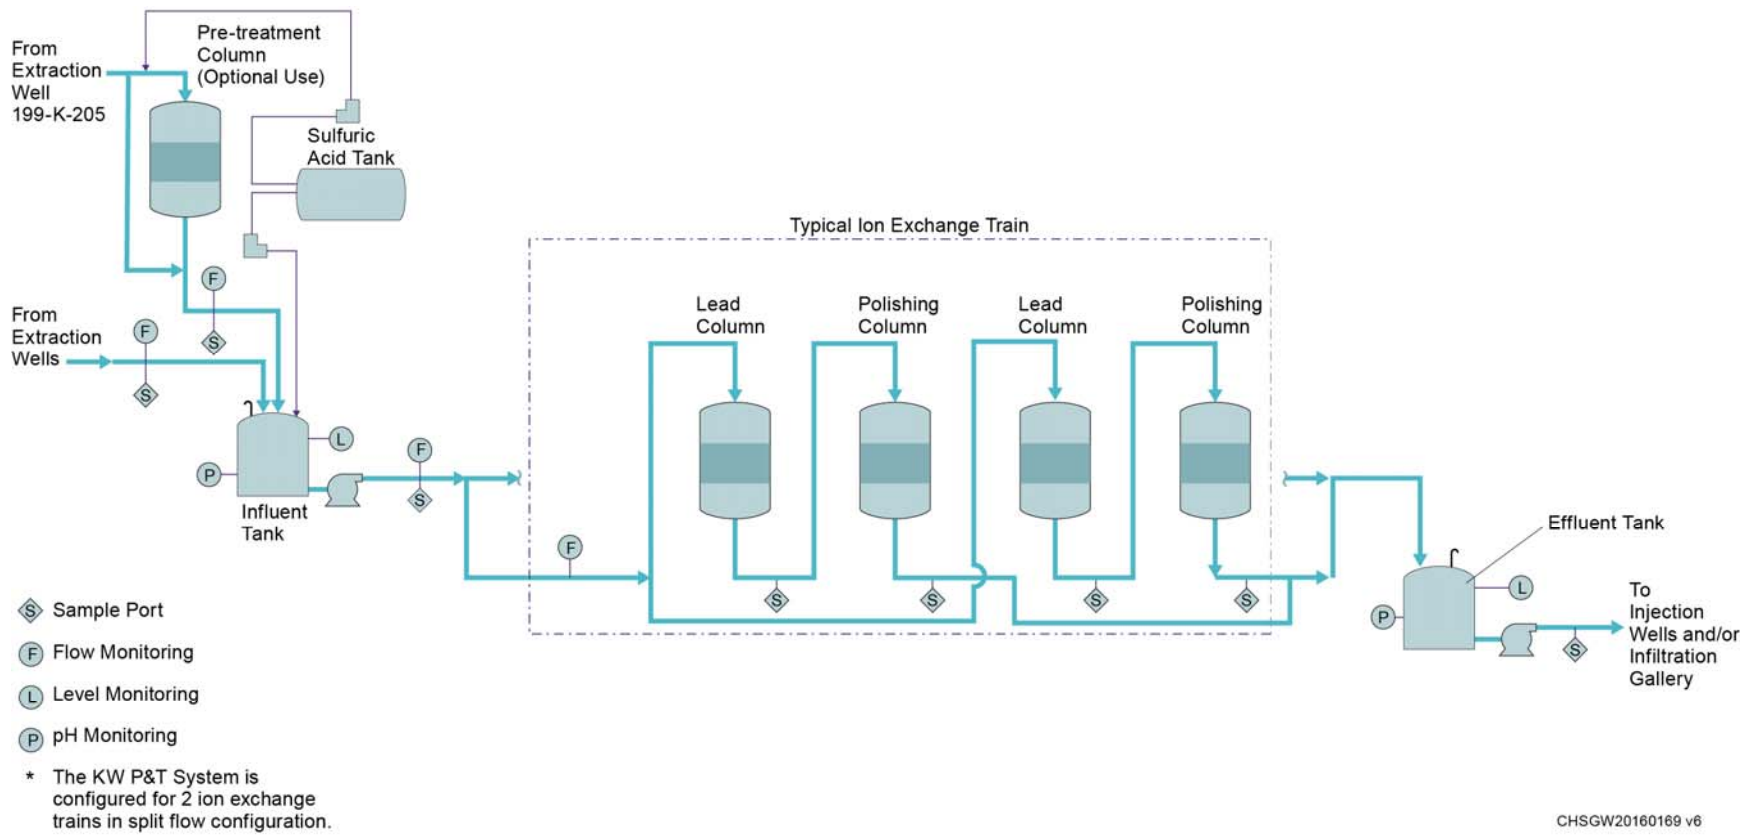 From
Extraction
Well
199-K-205
Pre-treatment
Column
(Optional Use)
Sulfuric
Acid Tank
F
S
From
Extraction
Wells
F
S
L
P
Influent
Tank
F
S
Typical Ion Exchange Train
Lead
Column
Polishing
Column
Lead
Column
Polishing
Column
F
S
S
S
S
Effluent Tank
L
P
S
To
Injection
Wells and/or
Infiltration
Gallery
S Sample Port
F Flow Monitoring
L Level Monitoring
P pH Monitoring
* The KW P&T System is
configured for 2 ion exchange
trains in split flow configuration.
CHSGW20160169 v6